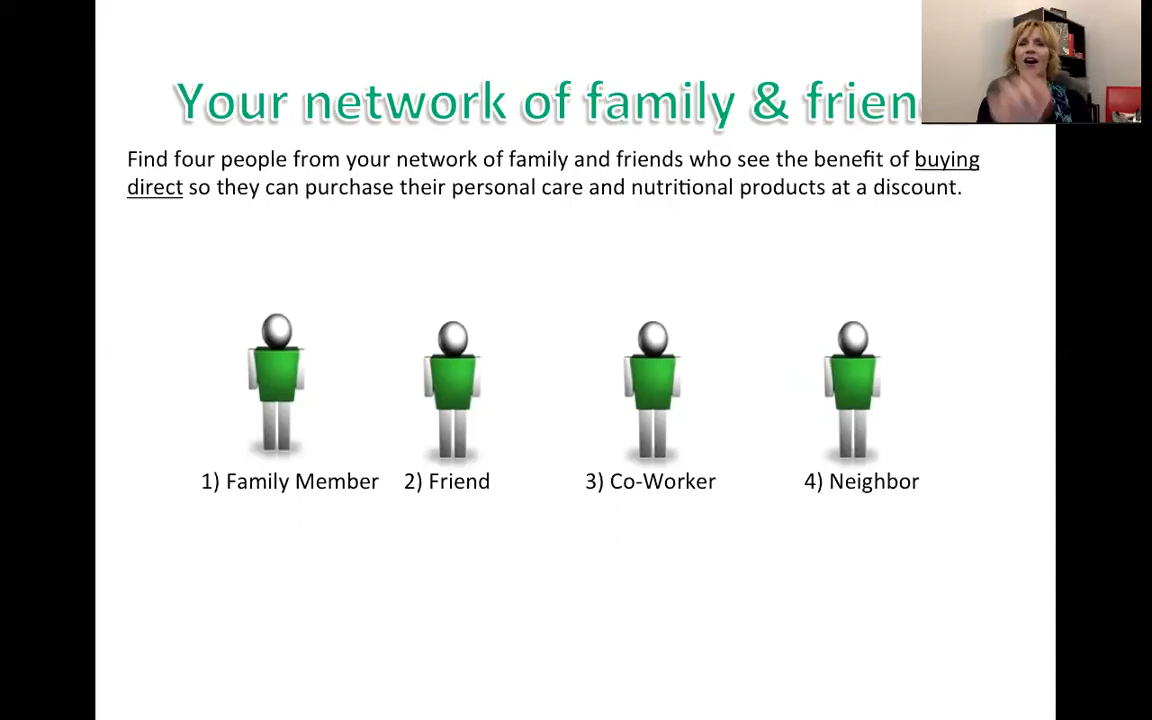 Your network of family & frien
Find four people from your network of family and friends who see the benefit of buying
direct so they can purchase their personal care and nutritional products at a discount.
1) Family Member 2) Friend 3) Co-Worker 4) Neighbor